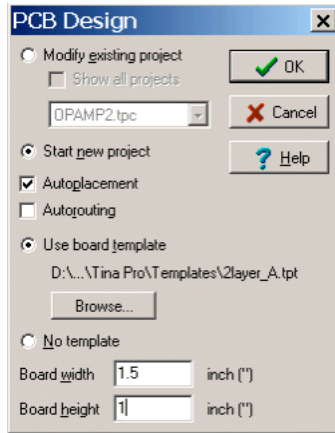 PCB Design
Modify existing project
OK
Show all projects
OPAMP2.tpc
Cancel
Start new project
Help
Autoplacement
Autorouting
Use board template
D:\...\Tina Pro\Templates\2layer_A.tpt
Browse...
No template
Board width 1.5 inch (")
Board height 1 inch (")